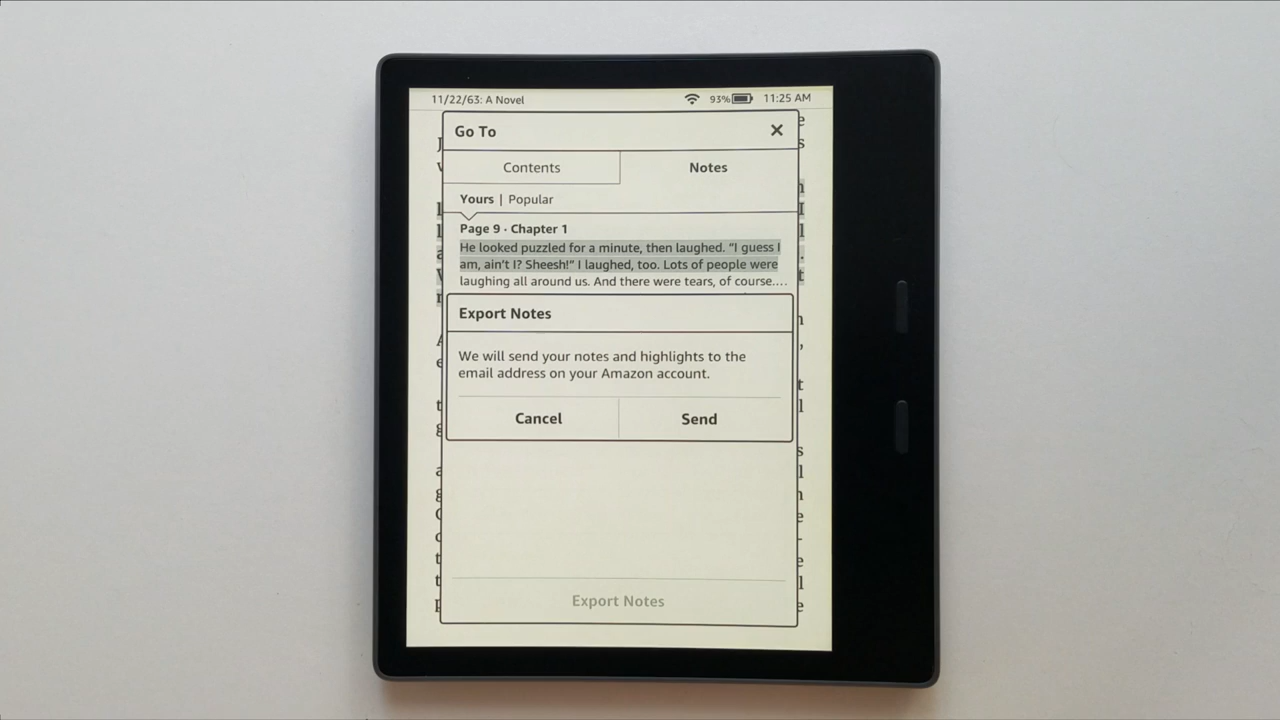 11/22/63: A Novel 93% 11:25 AM
Go To
Contents Notes
Yours | Popular
Page 9 · Chapter 1
He looked puzzled for a minute, then laughed. “I guess I
am, ain’t I? Sheesh!” I laughed, too. Lots of people were
laughing all around us. And there were tears, of course....
Export Notes
We will send your notes and highlights to the
email address on your Amazon account.
Cancel Send
Export Notes